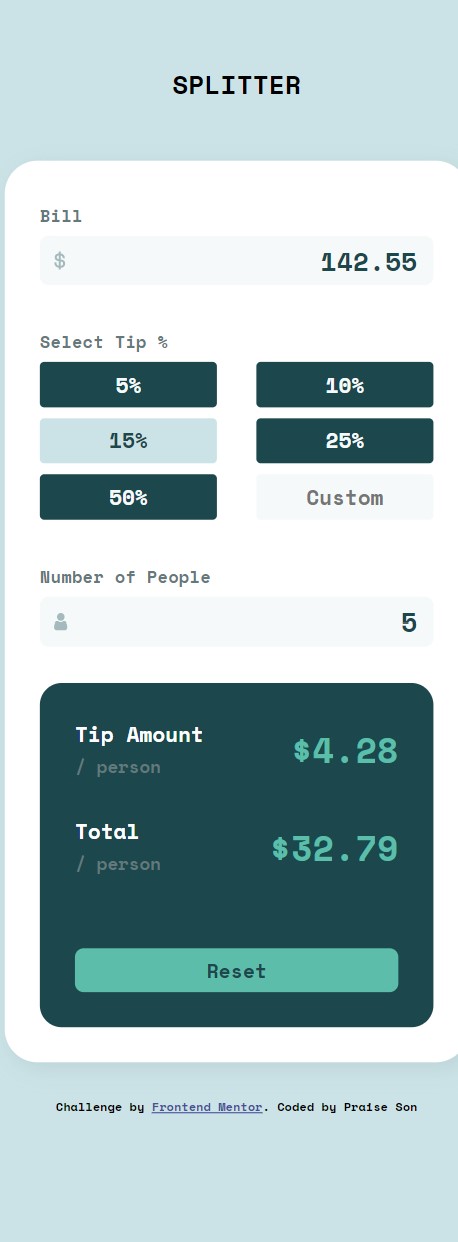 SPLITTER
Bill
$ 142.55
Select Tip %
5% 10%
15% 25%
50% Custom
Number of People
5
Tip Amount
/ person
$4.28
Total
/ person
$32.79
Reset
Challenge by Frontend Mentor. Coded by Praise Son